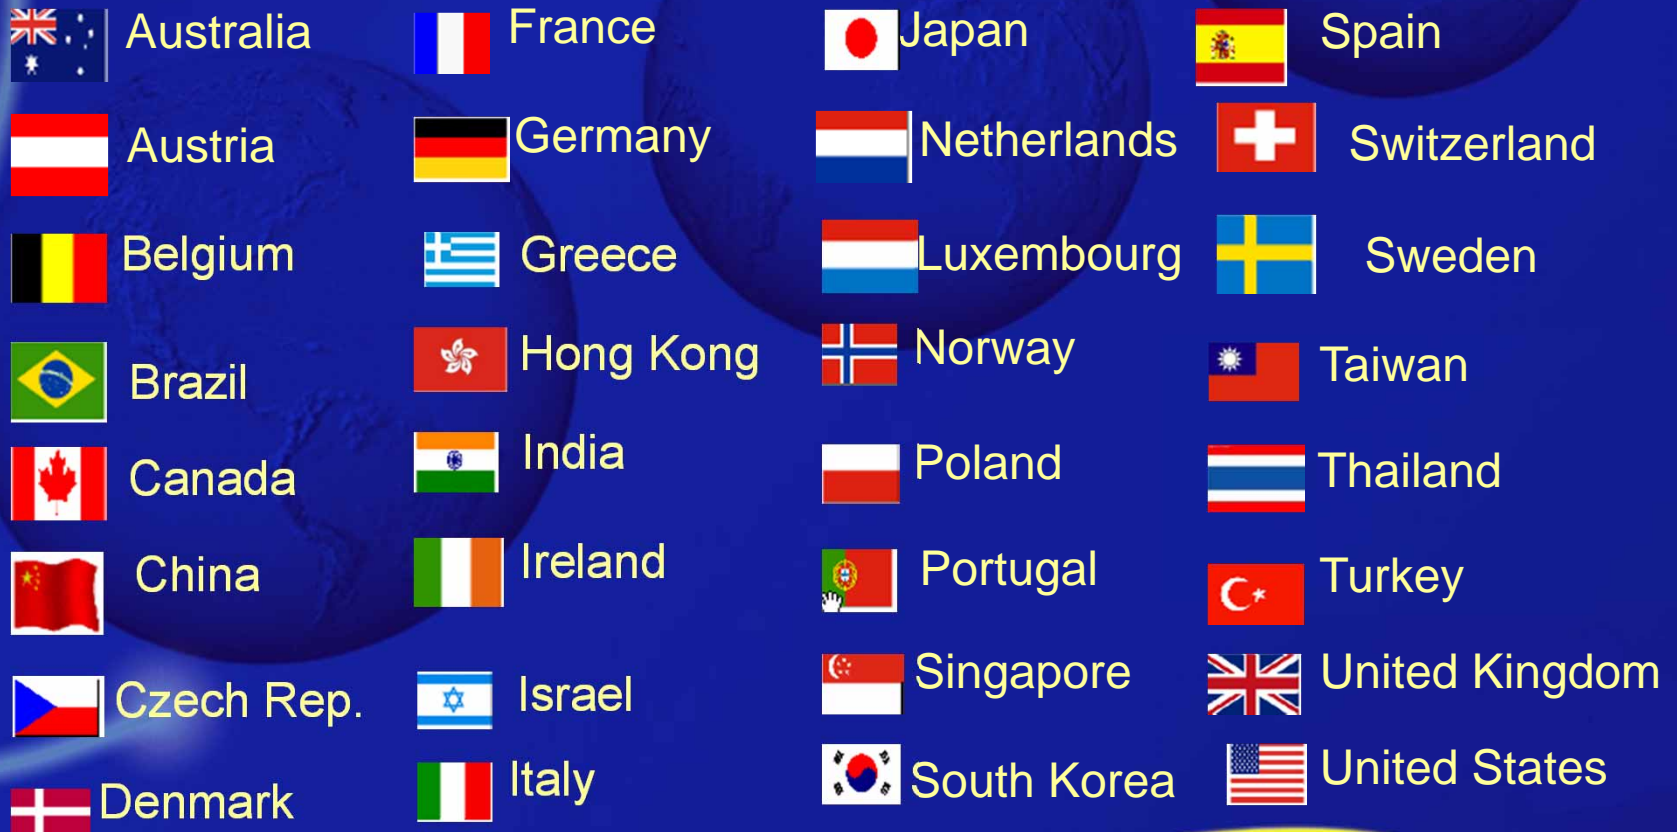 Australia
Austria
Belgium
Brazil
Canada
China
Czech Rep.
Denmark
France
Germany
Greece
Hong Kong
India
Ireland
Israel
Italy
Japan
Netherlands
Luxembourg
Norway
Poland
Portugal
Singapore
South Korea
Spain
Switzerland
Sweden
Taiwan
Thailand
Turkey
United Kingdom
United States